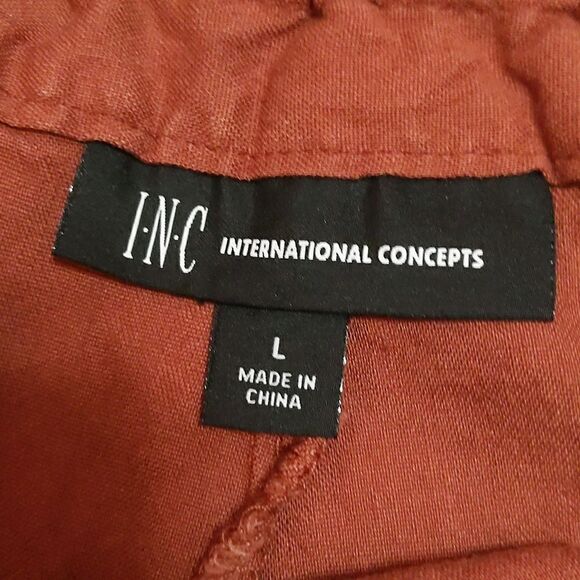 I·N·C INTERNATIONAL CONCEPTS
L
MADE IN
CHINA